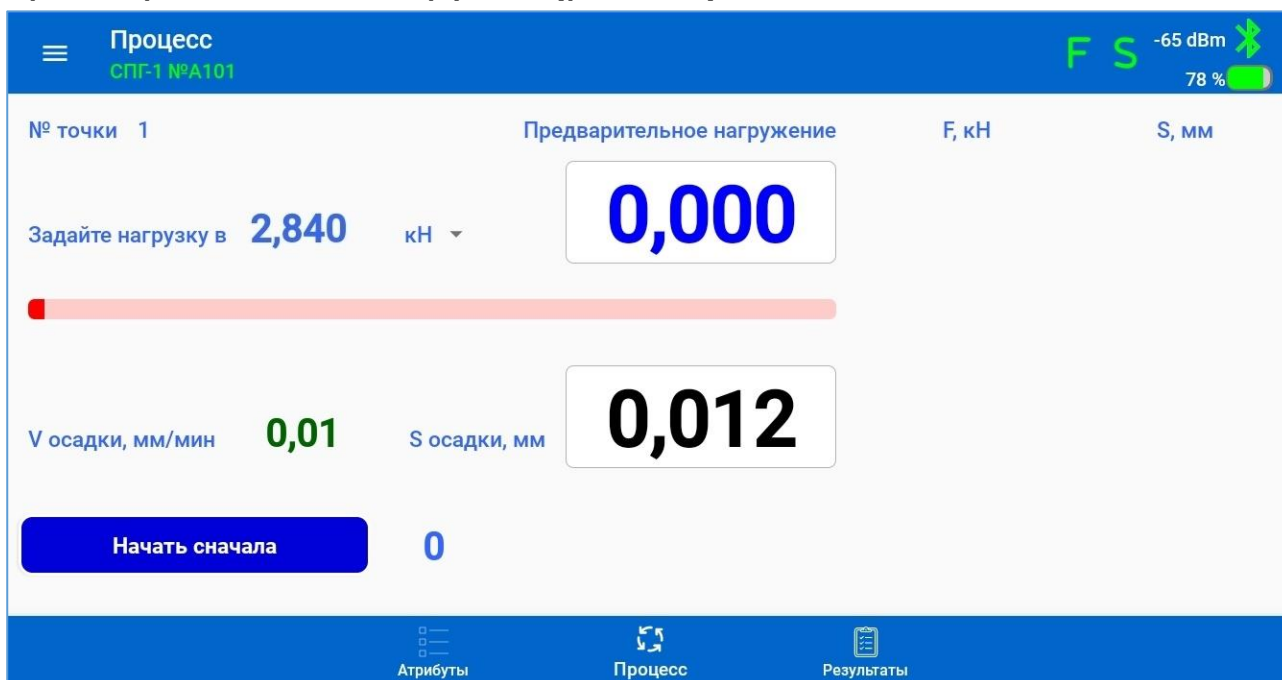 Процесс
СПГ-1 №A101
F S
-65 dBm
78 %
№ точки 1
Предварительное нагружение
F, кН
S, мм
Задайте нагрузку в 2,840 кН
0,000
V осадки, мм/мин 0,01 S осадки, мм 0,012
Начать сначала
0
Атрибуты
Процесс
Результаты